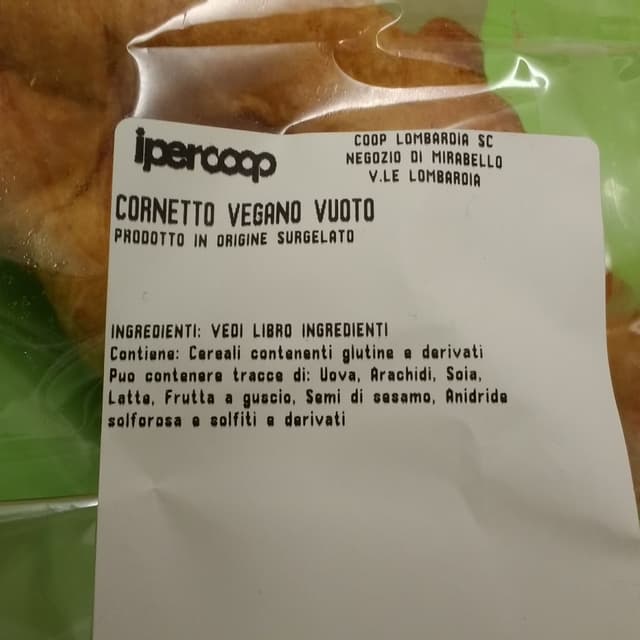 ipercoop
COOP LOMBARDIA SC
NEGOZIO DI MIRABELLO
V.LE LOMBARDIA
CORNETTO VEGANO VUOTO
PRODOTTO IN ORIGINE SURGELATO
INGREDIENTI: VEDI LIBRO INGREDIENTI
Contiene: Cereali contenenti glutine e derivati
Puo contenere tracce di: Uova, Arachidi, Soia,
Latte, Frutta a guscio, Semi di sesamo, Anidride
solforosa e solfiti e derivati